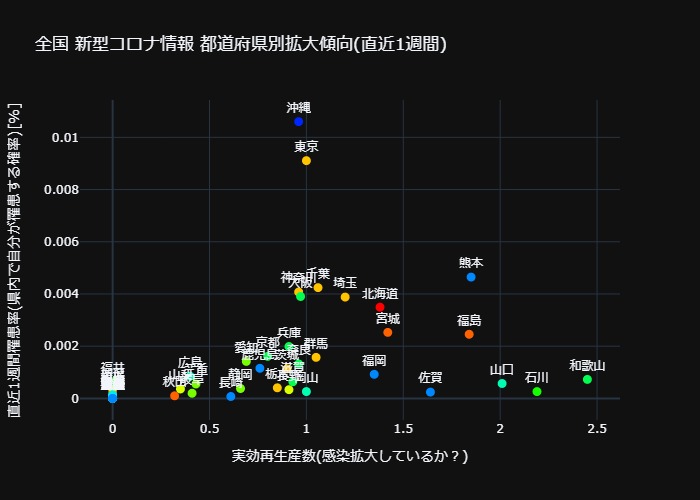 全国 新型コロナ情報 都道府県別拡大傾向(直近1週間)
直近1週間罹患率(県内で自分が罹患する確率)[%]
0.01
0.008
0.006
0.004
0.002
0
沖縄
東京
熊本
千葉
神奈川
大阪
埼玉
北海道
宮城
福島
兵庫
京都
群馬
愛知
奈良
茨城
広島
福井
滋賀
福岡
静岡
栃木
岡山
長崎
秋田
佐賀
山口
石川
和歌山
0
0.5
1
1.5
2
2.5
実効再生産数(感染拡大しているか？)